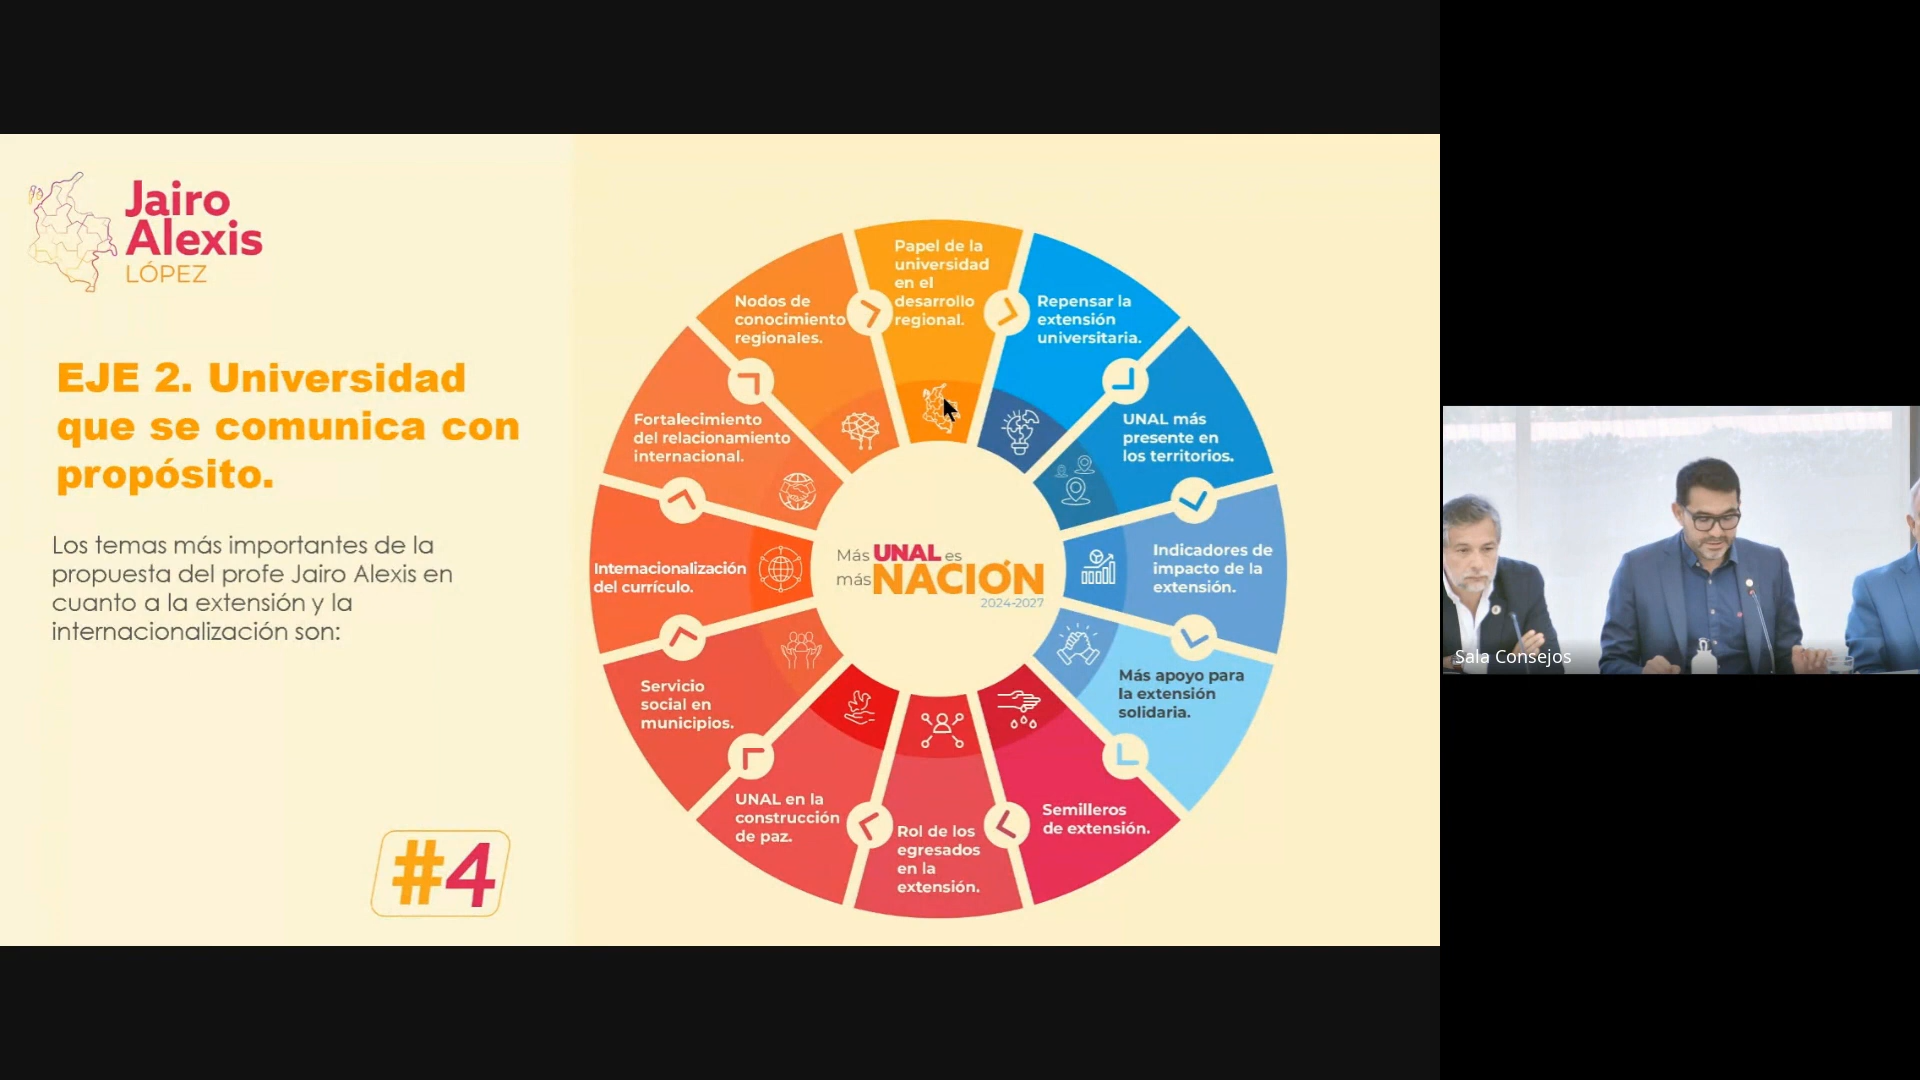 Jairo
Alexis
LÓPEZ
EJE 2. Universidad
que se comunica con
propósito.
Los temas más importantes de la
propuesta del profe Jairo Alexis en
cuanto a la extensión y la
internacionalización son:
#4
Papel de la
universidad
en el
desarrollo
regional.
Repensar la
extensión
universitaria.
UNAL más
presente en
los territorios.
Indicadores de
impacto de la
extensión.
Más apoyo para
la extensión
solidaria.
Semilleros
de extensión.
Rol de los
egresados
en la
extensión.
UNAL en la
construcción
de paz.
Servicio
social en
municipios.
Internacionalización
del currículo.
Fortalecimiento
del relacionamiento
internacional.
Nodos de
conocimiento
regionales.
Más UNAL es
más NACIÓN
2024-2027
Sala Consejos